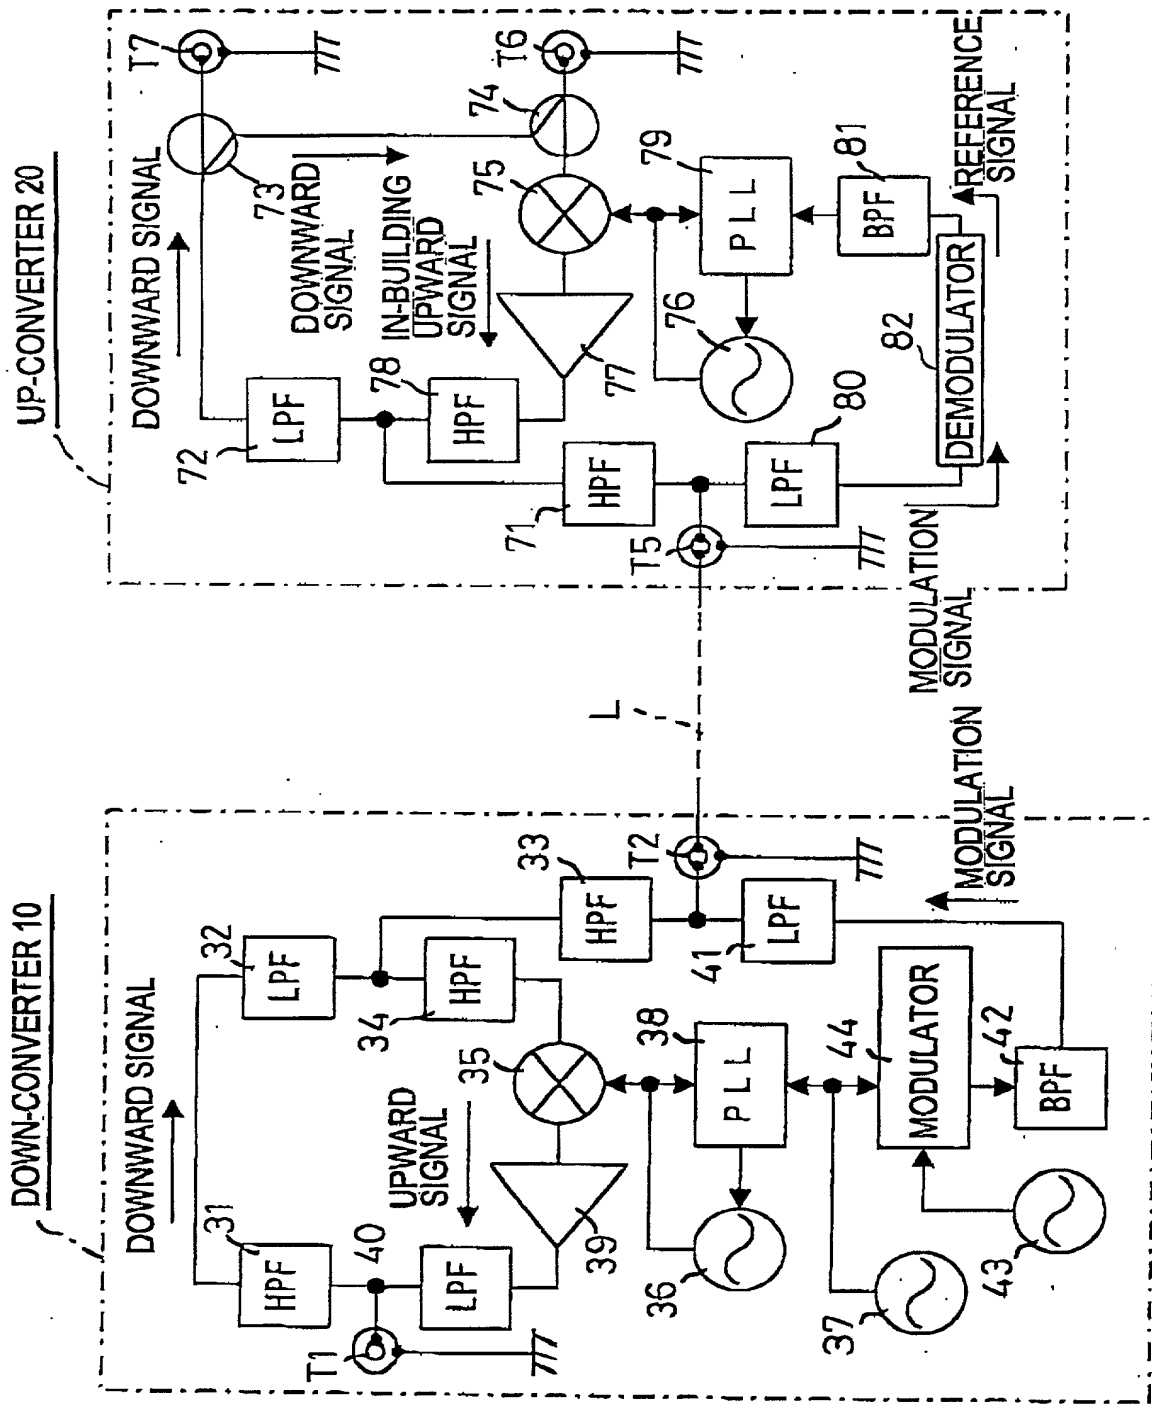 DOWN-CONVERTER 10
DOWNWARD SIGNAL
31
HPF
32
LPF
T1
40
LPF
UPWARD
SIGNAL
34
HPF
33
HPF
35
39
T2
36
38
PLL
41
LPF
37
44
MODULATOR
42
BPF
43
MODULATION
SIGNAL
L
UP-CONVERTER 20
DOWNWARD SIGNAL
72
LPF
73
T7
DOWNWARD
SIGNAL
IN-BUILDING
UPWARD
SIGNAL
78
HPF
77
75
74
T6
71
HPF
T5
76
79
PLL
80
LPF
81
BPF
82
DEMODULATOR
MODULATION
SIGNAL
REFERENCE
SIGNAL